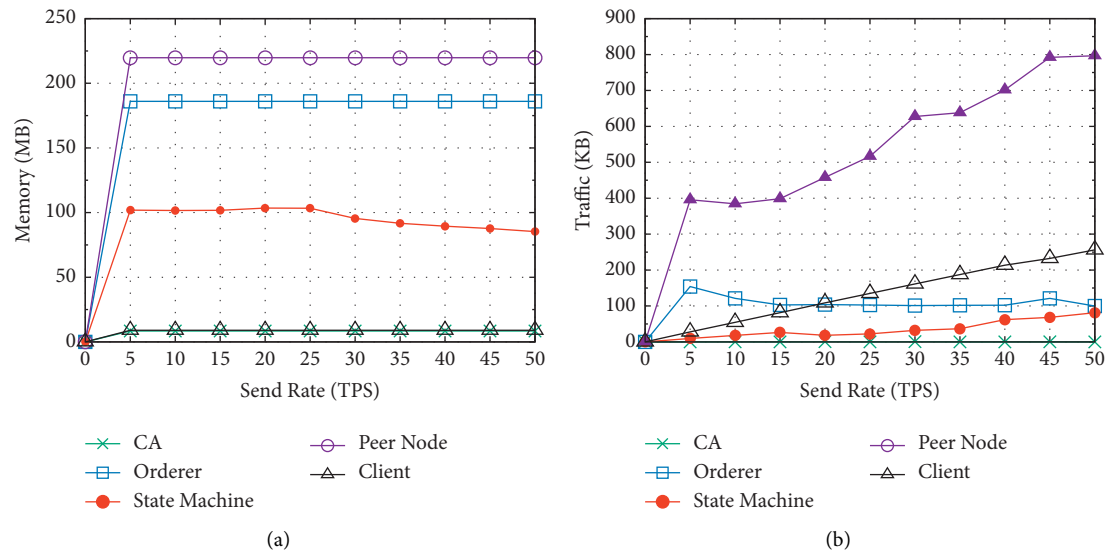 250
200
150
100
50
0
Memory (MB)
0 5 10 15 20 25 30 35 40 45 50
Send Rate (TPS)
CA
Orderer
State Machine
Peer Node
Client
(a)
900
800
700
600
500
400
300
200
100
0
Traffic (KB)
0 5 10 15 20 25 30 35 40 45 50
Send Rate (TPS)
CA
Orderer
State Machine
Peer Node
Client
(b)